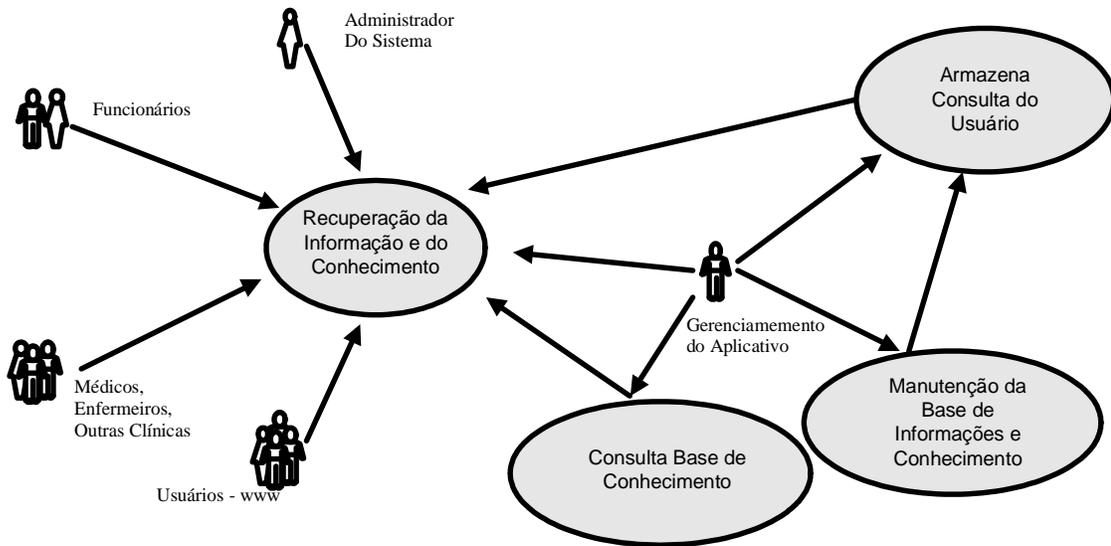 Administrador
Do Sistema
Funcionários
Armazena
Consulta do
Usuário
Recuperação da
Informação e do
Conhecimento
Gerenciamemento
do Aplicativo
Médicos,
Enfermeiros,
Outras Clínicas
Manutenção da
Base de
Informações e
Conhecimento
Consulta Base de
Conhecimento
Usuários - www